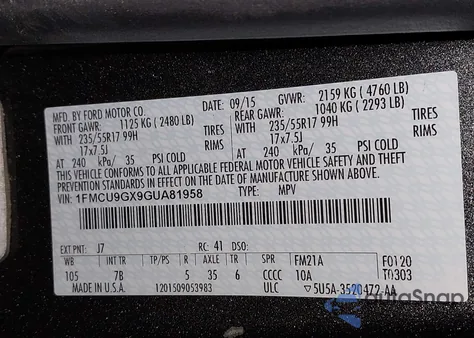 MFD. BY FORD MOTOR CO. DATE: 09/15 GVWR: 2159 KG ( 4760 LB)
FRONT GAWR: 1125 KG ( 2480 LB) REAR GAWR: 1040 KG ( 2293 LB)
WITH 235/55R17 99H TIRES WITH 235/55R17 99H TIRES
17x7.5J RIMS 17x7.5J RIMS
AT 240 kPa/ 35 PSI COLD AT 240 kPa/ 35 PSI COLD
THIS VEHICLE CONFORMS TO ALL APPLICABLE FEDERAL MOTOR VEHICLE SAFETY AND THEFT
PREVENTION STANDARDS IN EFFECT ON THE DATE OF MANUFACTURE SHOWN ABOVE.
VIN: 1FMCU9GX9GUA81958 TYPE: MPV
EXT PNT: J7 RC: 41 DSO:
WB INT TR TP/PS R AXLE TR SPR FM21A F0120
105 7B 5 35 6 CCCC 10A T0303
MADE IN U.S.A. 1201509053983 ULC ▽5U5A-3520472-AA
AutoSnap